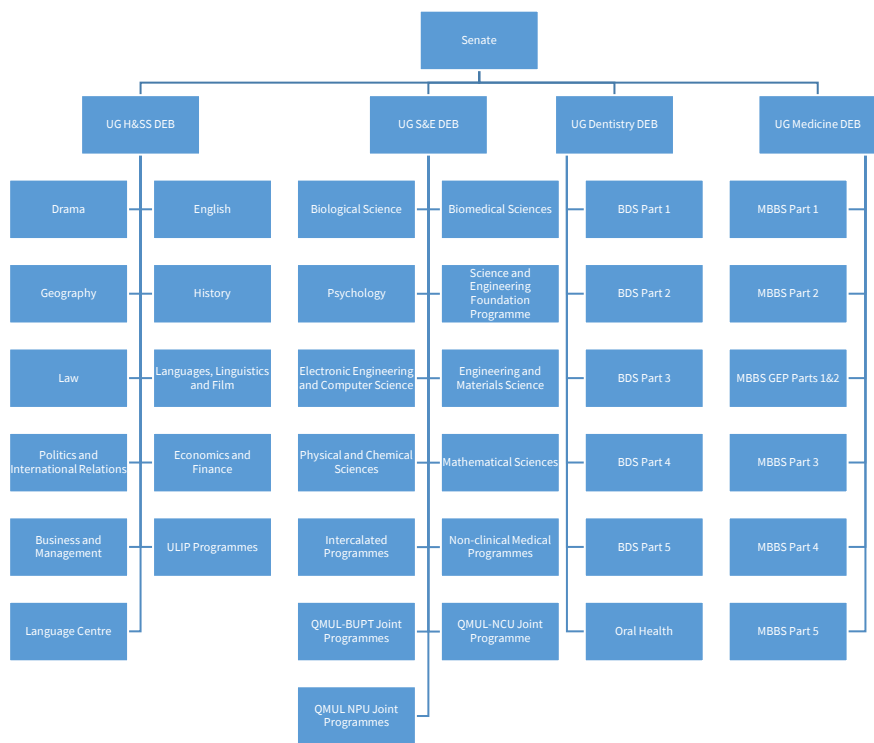 Senate
UG H&SS DEB
UG S&E DEB
UG Dentistry DEB
UG Medicine DEB
Drama
English
Biological Science
Biomedical Sciences
BDS Part 1
MBBS Part 1
Geography
History
Psychology
Science and
Engineering
Foundation
Programme
BDS Part 2
MBBS Part 2
Law
Languages, Linguistics
and Film
Electronic Engineering
and Computer Science
Engineering and
Materials Science
BDS Part 3
MBBS GEP Parts 1&2
Politics and
International Relations
Economics and
Finance
Physical and Chemical
Sciences
Mathematical Sciences
BDS Part 4
MBBS Part 3
Business and
Management
ULIP Programmes
Intercalated
Programmes
Non-clinical Medical
Programmes
BDS Part 5
MBBS Part 4
Language Centre
QMUL-BUPT Joint
Programmes
QMUL-NCU Joint
Programme
Oral Health
MBBS Part 5
QMUL NPU Joint
Programmes